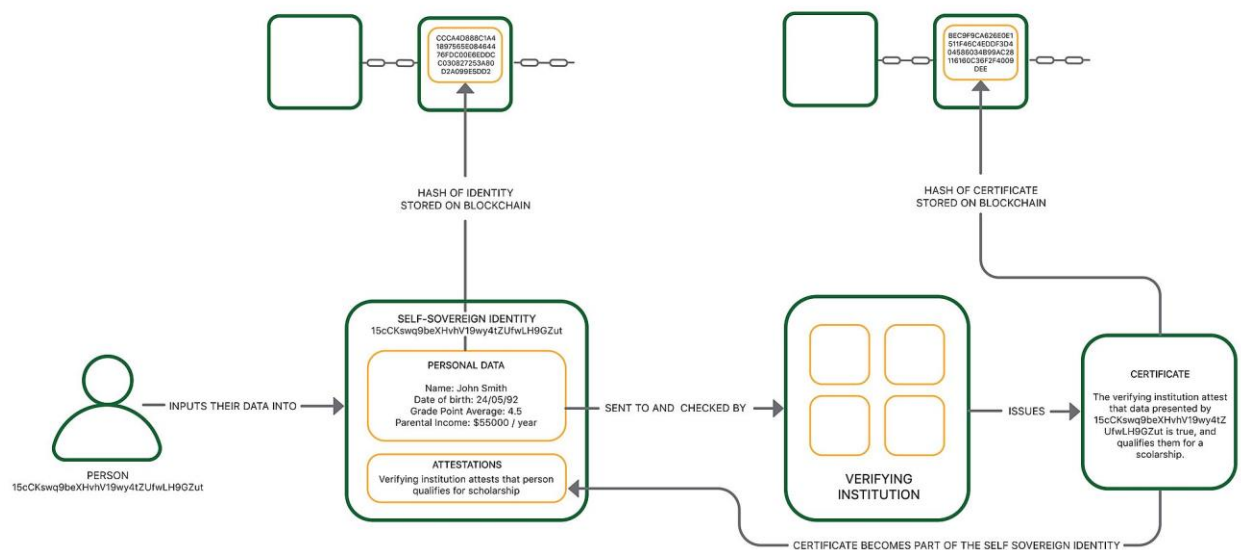 CCCA4D888C1A4
1897565E084644
76FDC00E6EDDC
C030827253A80
D2A099E5DD2
BEC9F9CA626E0E1
511F46C4EDDF3D4
04586034B99AC28
116160C36F2F4009
DEE
HASH OF IDENTITY
STORED ON BLOCKCHAIN
HASH OF CERTIFICATE
STORED ON BLOCKCHAIN
SELF-SOVEREIGN IDENTITY
15cCKswq9beXHvhV19wy4tZUfwLH9GZut
PERSONAL DATA
Name: John Smith
Date of birth: 24/05/92
Grade Point Average: 4.5
Parental Income: $55000 / year
ATTESTATIONS
Verifying institution attests that person
qualifies for scholarship
INPUTS THEIR DATA INTO
PERSON
15cCKswq9beXHvhV19wy4tZUfwLH9GZut
SENT TO AND CHECKED BY
VERIFYING
INSTITUTION
ISSUES
CERTIFICATE
The verifying institution attest
that data presented by
15cCKswq9beXHvhV19wy4tZ
UfwLH9GZut is true, and
qualifies them for a
scolarship.
CERTIFICATE BECOMES PART OF THE SELF SOVEREIGN IDENTITY